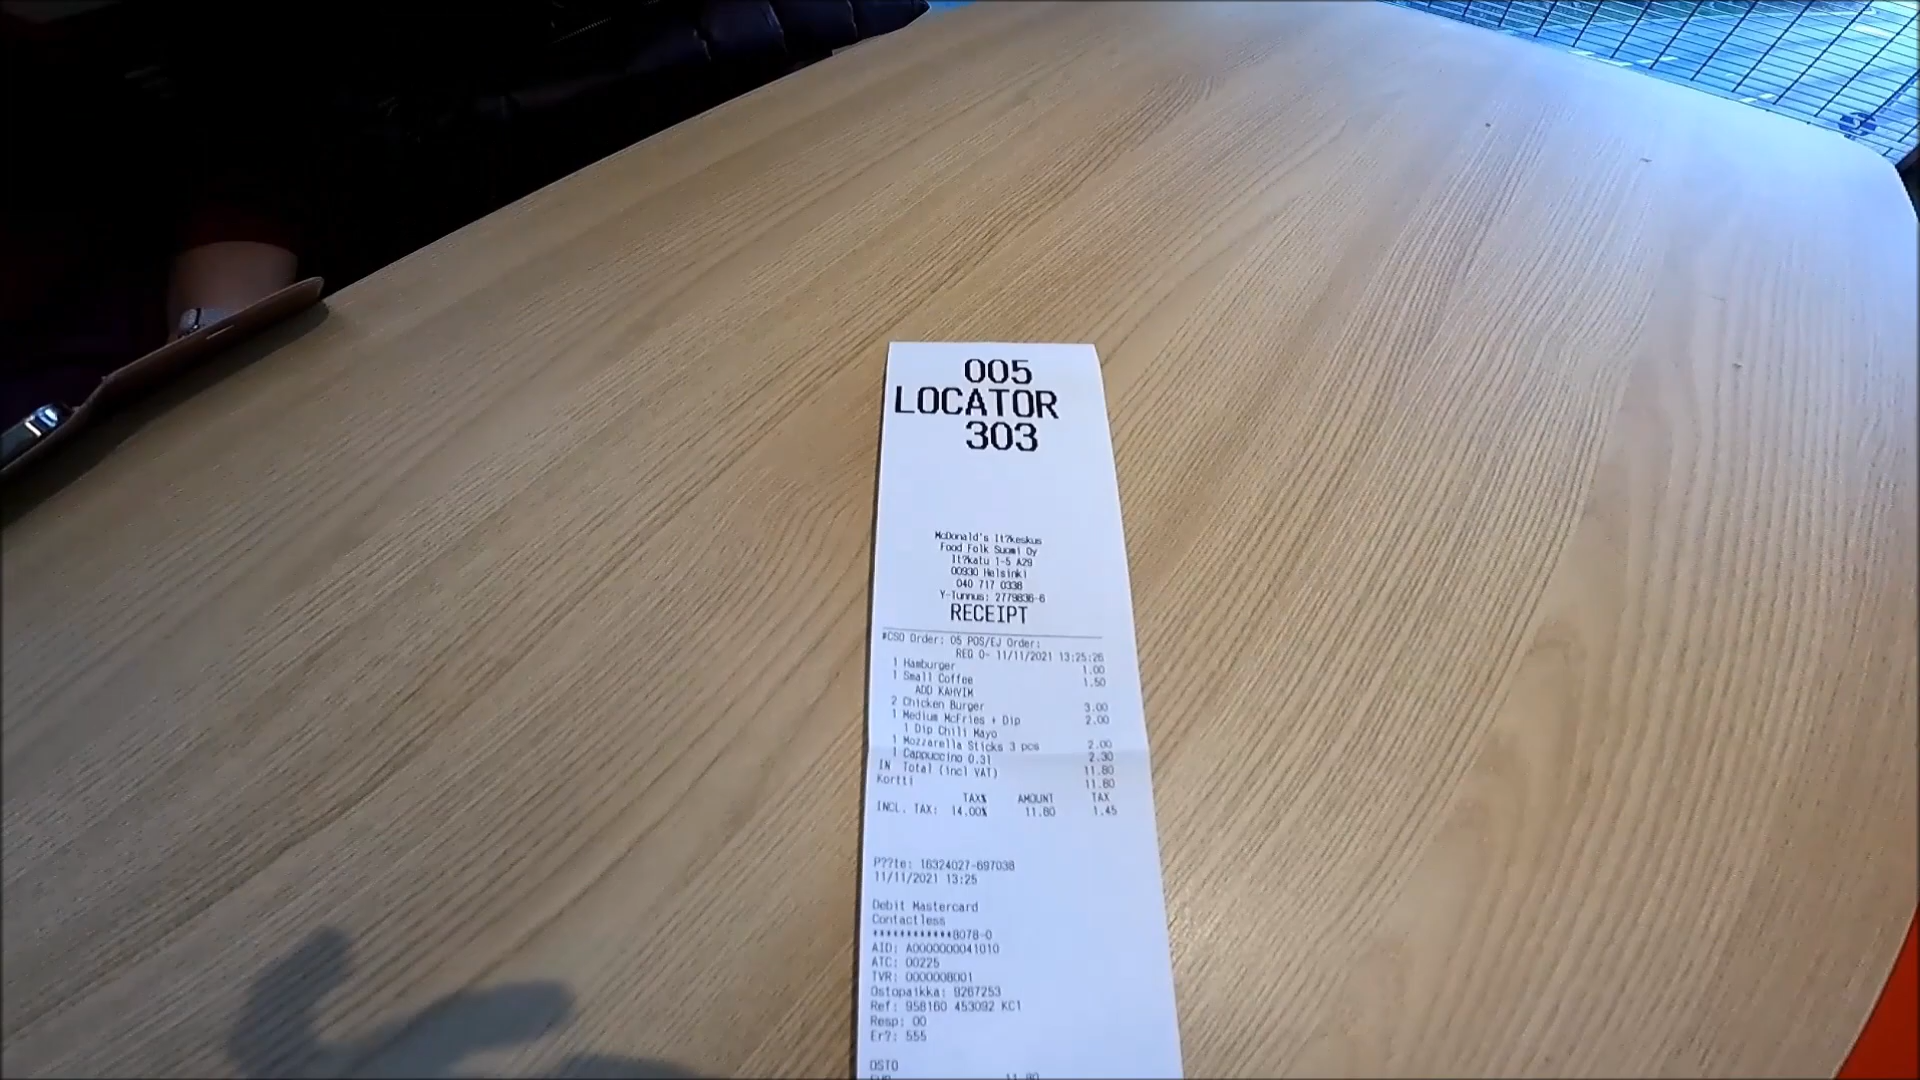 005
LOCATOR
303
McDonald's It?keskus
Food Folk Suomi Oy
It?katu 1-5 A29
00930 Helsinki
040 717 0338
Y-Tunnus: 2779836-6
RECEIPT
#CSO Order: 05 POS/EJ Order:
REG 0- 11/11/2021 13:25:26
1 Hamburger 1.00
1 Small Coffee 1.50
ADD KAHVIM
2 Chicken Burger 3.00
1 Medium McFries + Dip 2.00
1 Dip Chili Mayo
1 Mozzarella Sticks 3 pcs 2.00
1 Cappuccino 0.3l 2.30
IN Total (incl VAT) 11.80
Kortti 11.80
TAX% AMOUNT TAX
INCL. TAX: 14.00% 11.80 1.45
P??te: 16324027-697038
11/11/2021 13:25
Debit Mastercard
Contactless
************8078-0
AID: A0000000041010
ATC: 00225
TVR: 0000008001
Ostopaikka: 9267253
Ref: 958160 453092 KC1
Resp: 00
Er?: 555
OSTO
EUR 11.80